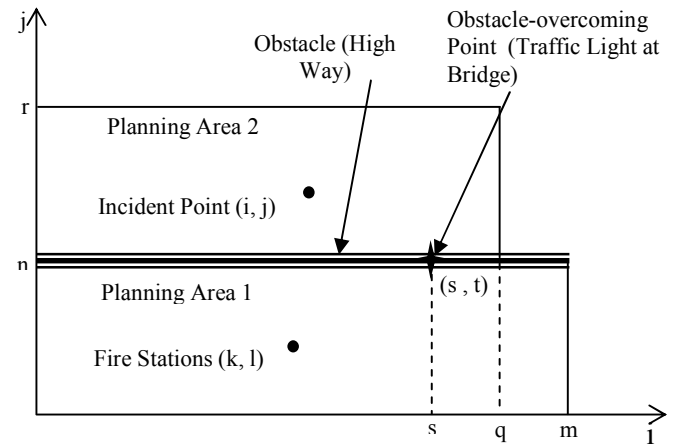 j
Obstacle (High
Way)
Obstacle-overcoming
Point (Traffic Light at
Bridge)
r
Planning Area 2
Incident Point (i, j)
n
Planning Area 1
(s , t)
Fire Stations (k, l)
s
q
m
i